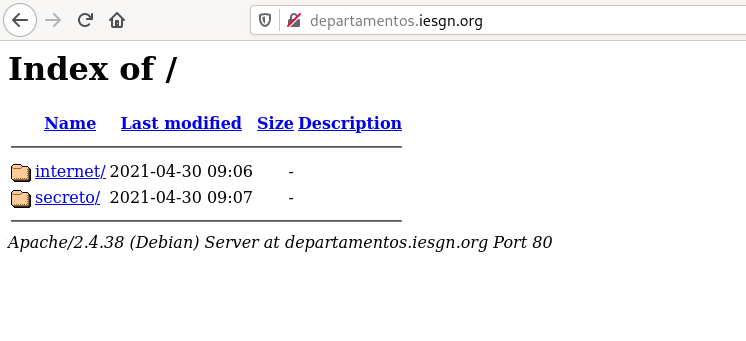 departamentos.iesgn.org
Index of /
Name Last modified Size Description
internet/ 2021-04-30 09:06 -
secreto/ 2021-04-30 09:07 -
Apache/2.4.38 (Debian) Server at departamentos.iesgn.org Port 80